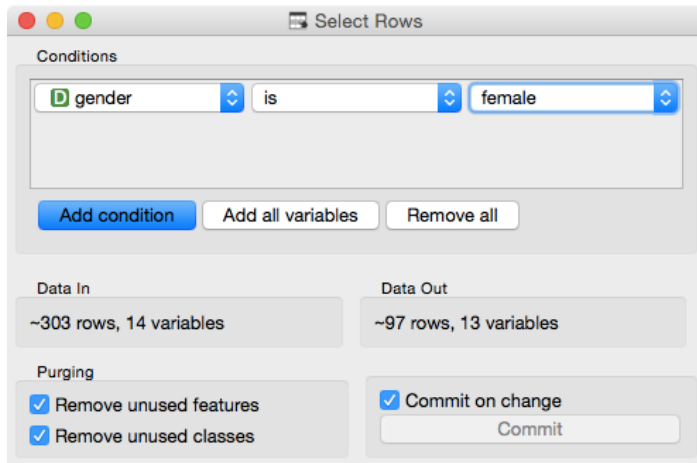 Select Rows
Conditions
D gender is female
Add condition Add all variables Remove all
Data In Data Out
~303 rows, 14 variables ~97 rows, 13 variables
Purging
Remove unused features Commit on change
Remove unused classes Commit